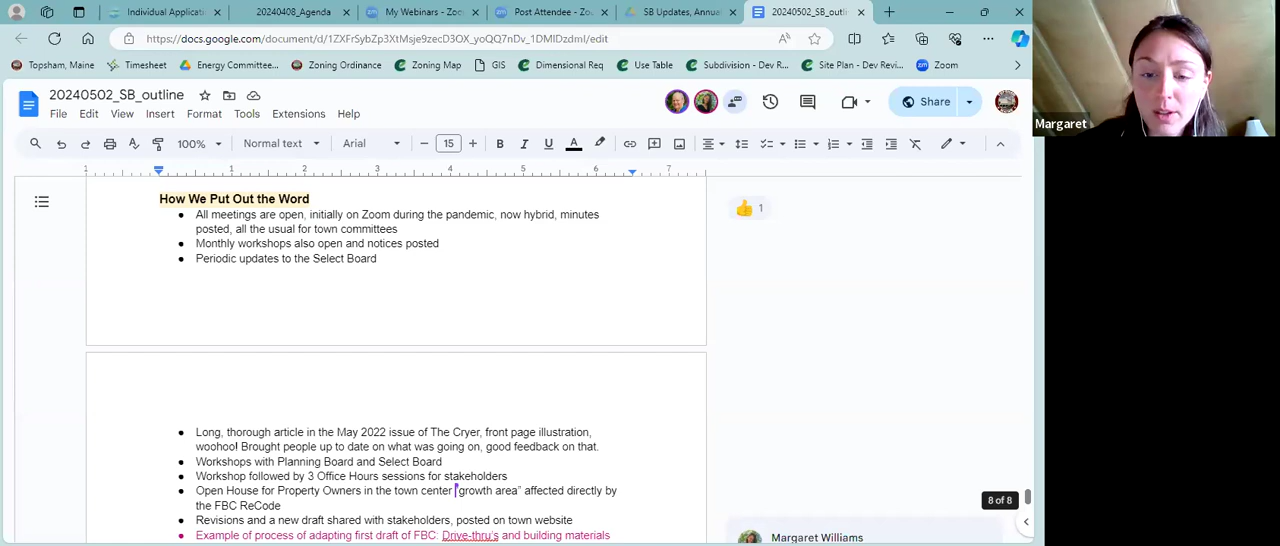 Individual Applicati
20240408_Agenda
My Webinars - Zoo
Post Attendee - Zo
SB Updates, Annua
20240502_SB_outli
https://docs.google.com/document/d/1ZXFrSybZp3XtMsje9zecD3OX_yoQQ7nDv_1DMIDzdmI/edit
Topsham, Maine
Timesheet
Energy Committee...
Zoning Ordinance
Zoning Map
GIS
Dimensional Req
Use Table
Subdivision - Dev R...
Site Plan - Dev Revi...
Zoom
20240502_SB_outline
File Edit View Insert Format Tools Extensions Help
Share
100%
Normal text
Arial
15
B I U A
1 1 2 3 4 5 6 7
How We Put Out the Word
● All meetings are open, initially on Zoom during the pandemic, now hybrid, minutes
posted, all the usual for town committees
● Monthly workshops also open and notices posted
● Periodic updates to the Select Board
1
● Long, thorough article in the May 2022 issue of The Cryer, front page illustration,
woohoo! Brought people up to date on what was going on, good feedback on that.
● Workshops with Planning Board and Select Board
● Workshop followed by 3 Office Hours sessions for stakeholders
● Open House for Property Owners in the town center "growth area" affected directly by
the FBC ReCode
● Revisions and a new draft shared with stakeholders, posted on town website
● Example of process of adapting first draft of FBC: Drive-thru's and building materials
8 of 8
Margaret Williams
Margaret